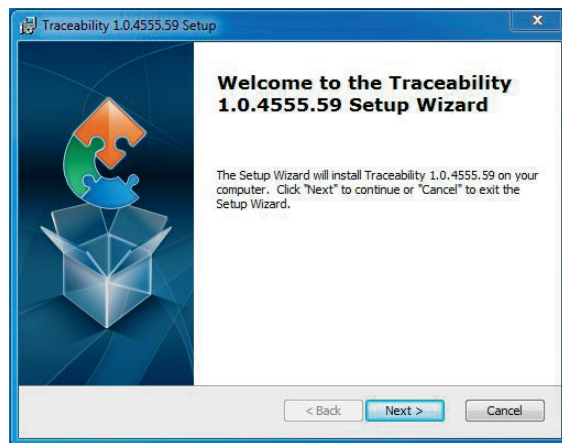 Traceability 1.0.4555.59 Setup
x
Welcome to the Traceability
1.0.4555.59 Setup Wizard
The Setup Wizard will install Traceability 1.0.4555.59 on your
computer. Click "Next" to continue or "Cancel" to exit the
Setup Wizard.
< Back Next > Cancel